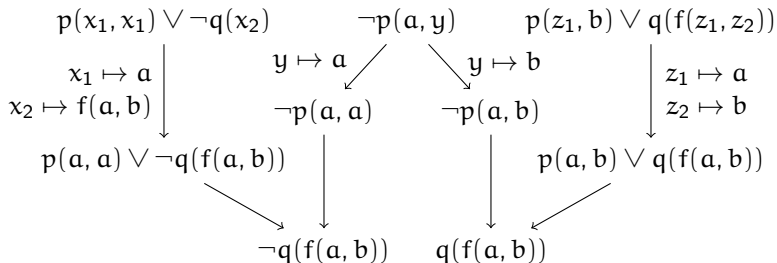 p(x₁, x₁) ∨ ¬q(x₂) ¬p(a, y) p(z₁, b) ∨ q(f(z₁, z₂))
x₁ ↦ a y ↦ a y ↦ b z₁ ↦ a
x₂ ↦ f(a, b) ¬p(a, a) ¬p(a, b) z₂ ↦ b
p(a, a) ∨ ¬q(f(a, b)) p(a, b) ∨ q(f(a, b))
¬q(f(a, b)) q(f(a, b))